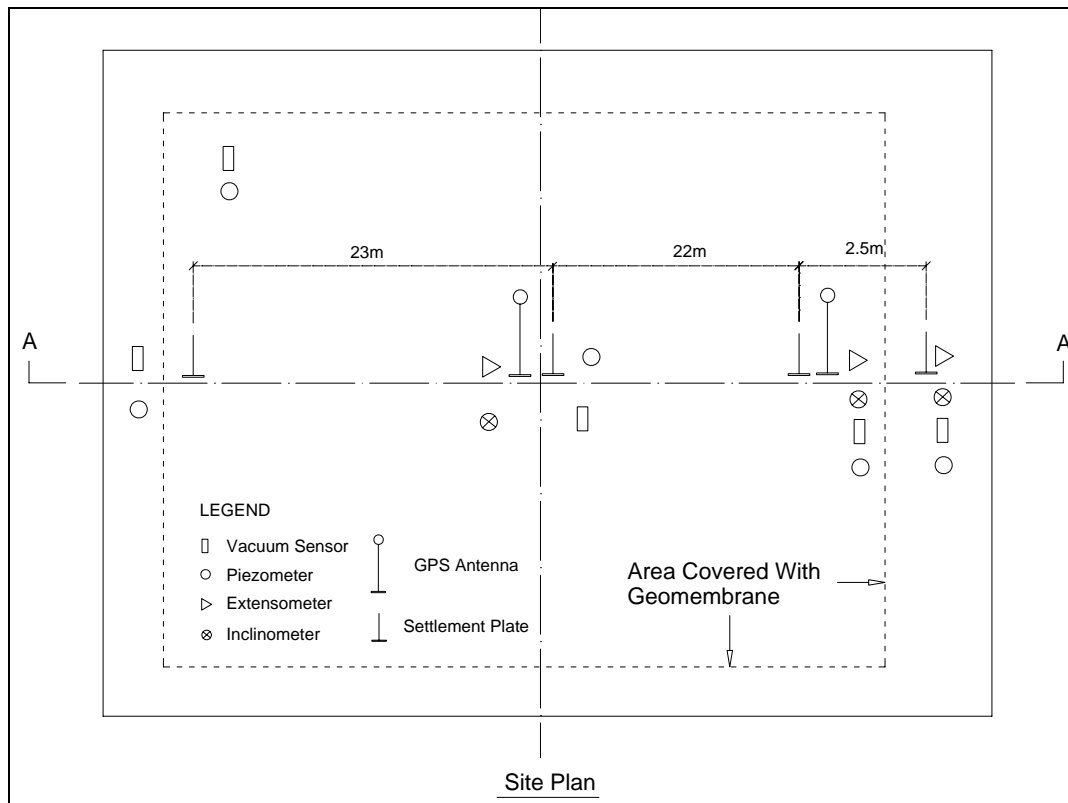 23m
22m
2.5m
A
A
LEGEND
Vacuum Sensor
Piezometer
Extensometer
Inclinometer
GPS Antenna
Settlement Plate
Area Covered With
Geomembrane
Site Plan